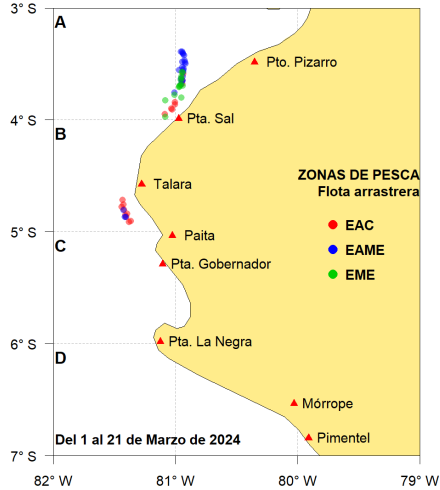 3° S
A
Pto. Pizarro
4° S
Pta. Sal
B
ZONAS DE PESCA
Talara
Flota arrastrera
EAC
5° S
Paita
C
EAME
Pta. Gobernador
EME
6° S
Pta. La Negra
D
Mórrope
Del 1 al 21 de Marzo de 2024
Pimentel
7° S
82° W
81° W
80° W
79° W